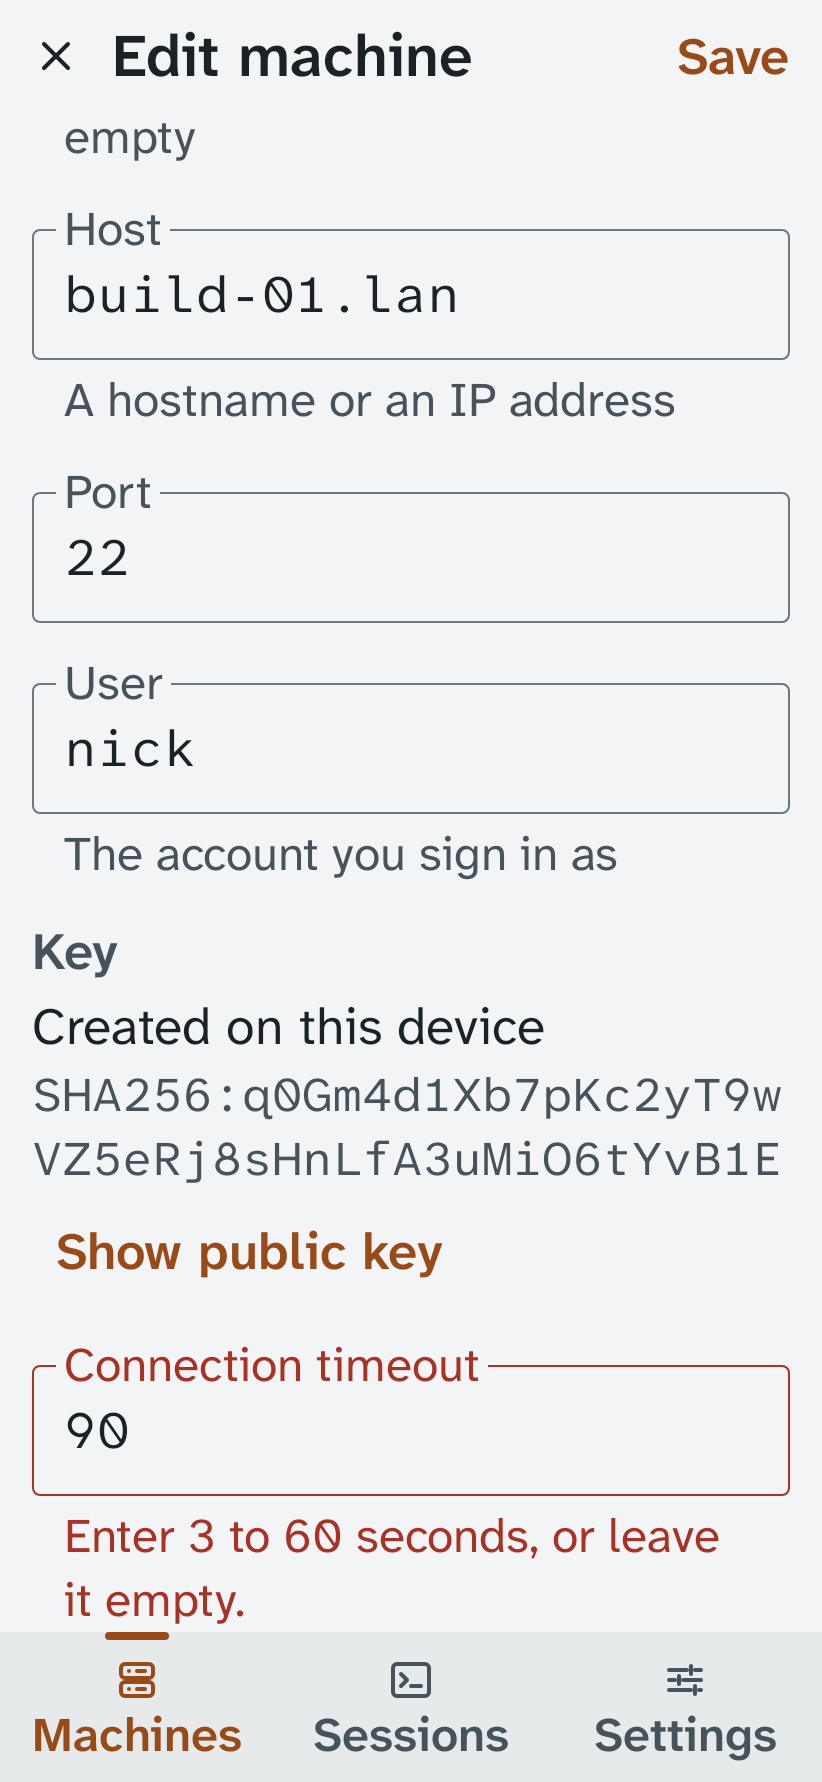 Edit machine
Save
empty
Host
build-01.lan
A hostname or an IP address
Port
22
User
nick
The account you sign in as
Key
Created on this device
SHA256:q0Gm4d1Xb7pKc2yT9w
VZ5eRj8sHnLfA3uMiO6tYvB1E
Show public key
Connection timeout
90
Enter 3 to 60 seconds, or leave
it empty.
Machines
Sessions
Settings